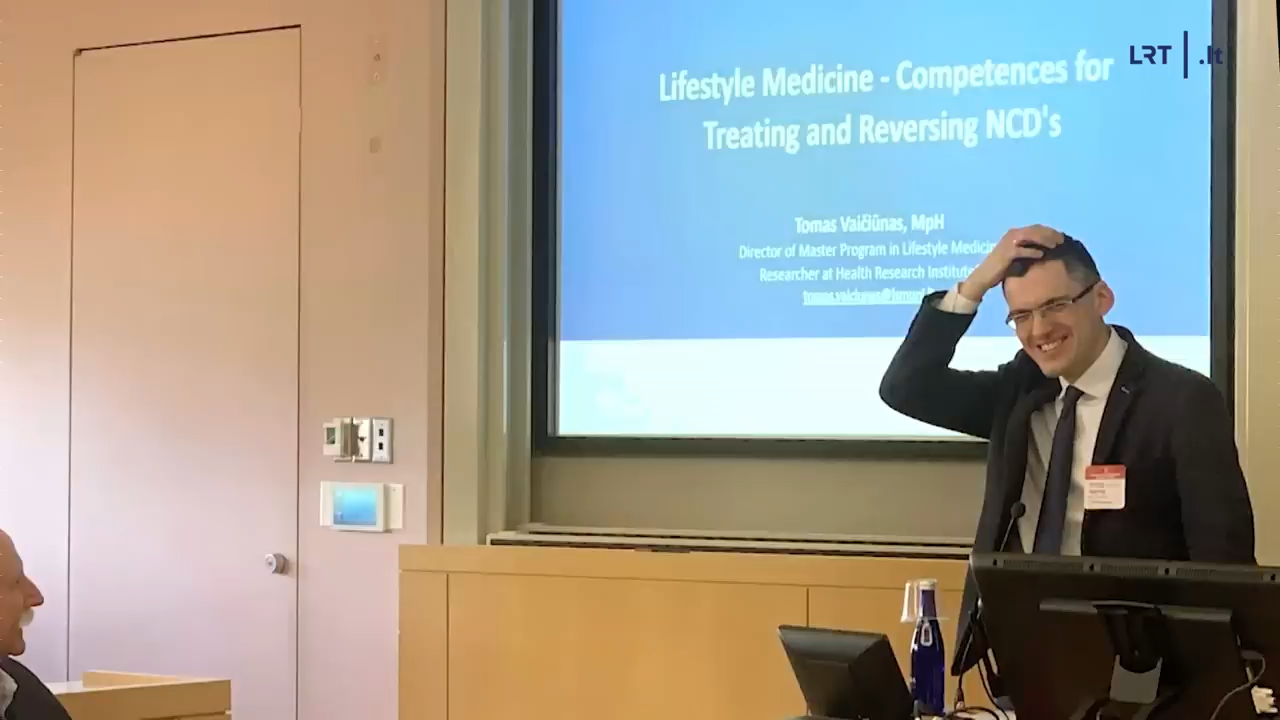 LRT | .lt
Lifestyle Medicine - Competences for
Treating and Reversing NCD's
Tomas Vaičiūnas, MpH
Director of Master Program in Lifestyle Medicine
Researcher at Health Research Institute